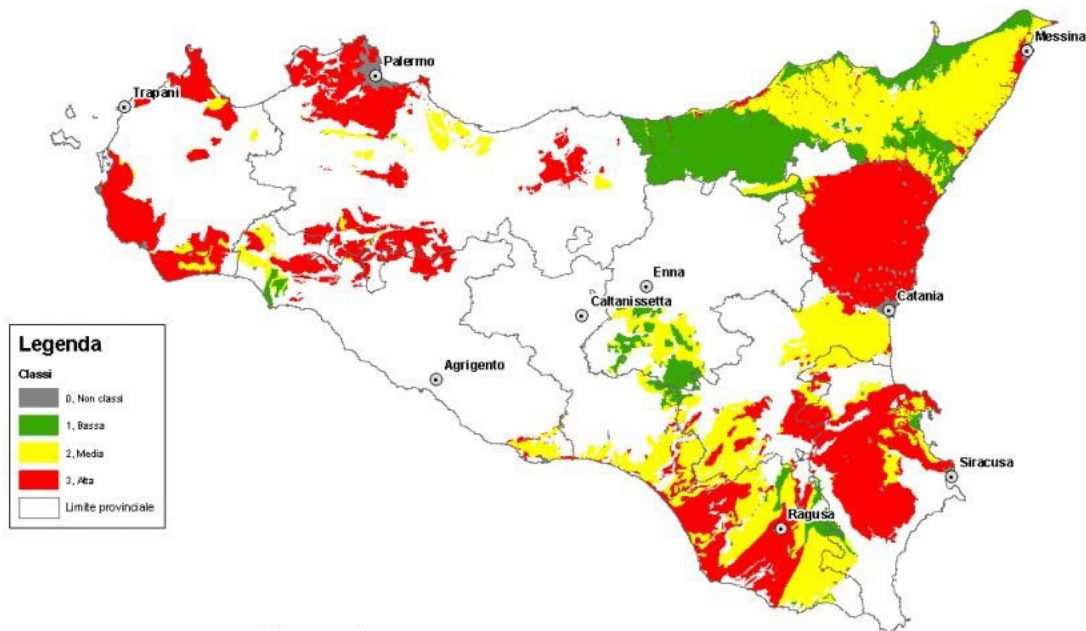 Messina
Palermo
Trapani
Enna
Catania
Caltanissetta
Agrigento
Siracusa
Ragusa
Legenda
Classi
0, Non classi
1, Bassa
2, Media
3, Alta
Limite provinciale